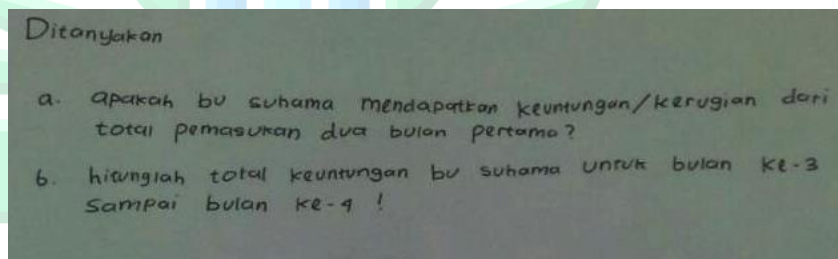 Ditanyakan
a. apakah bu suhama mendapatkan keuntungan/kerugian dari
total pemasukan dua bulan pertama?
b. hitunglah total keuntungan bu suhama untuk bulan ke-3
sampai bulan ke-4 !